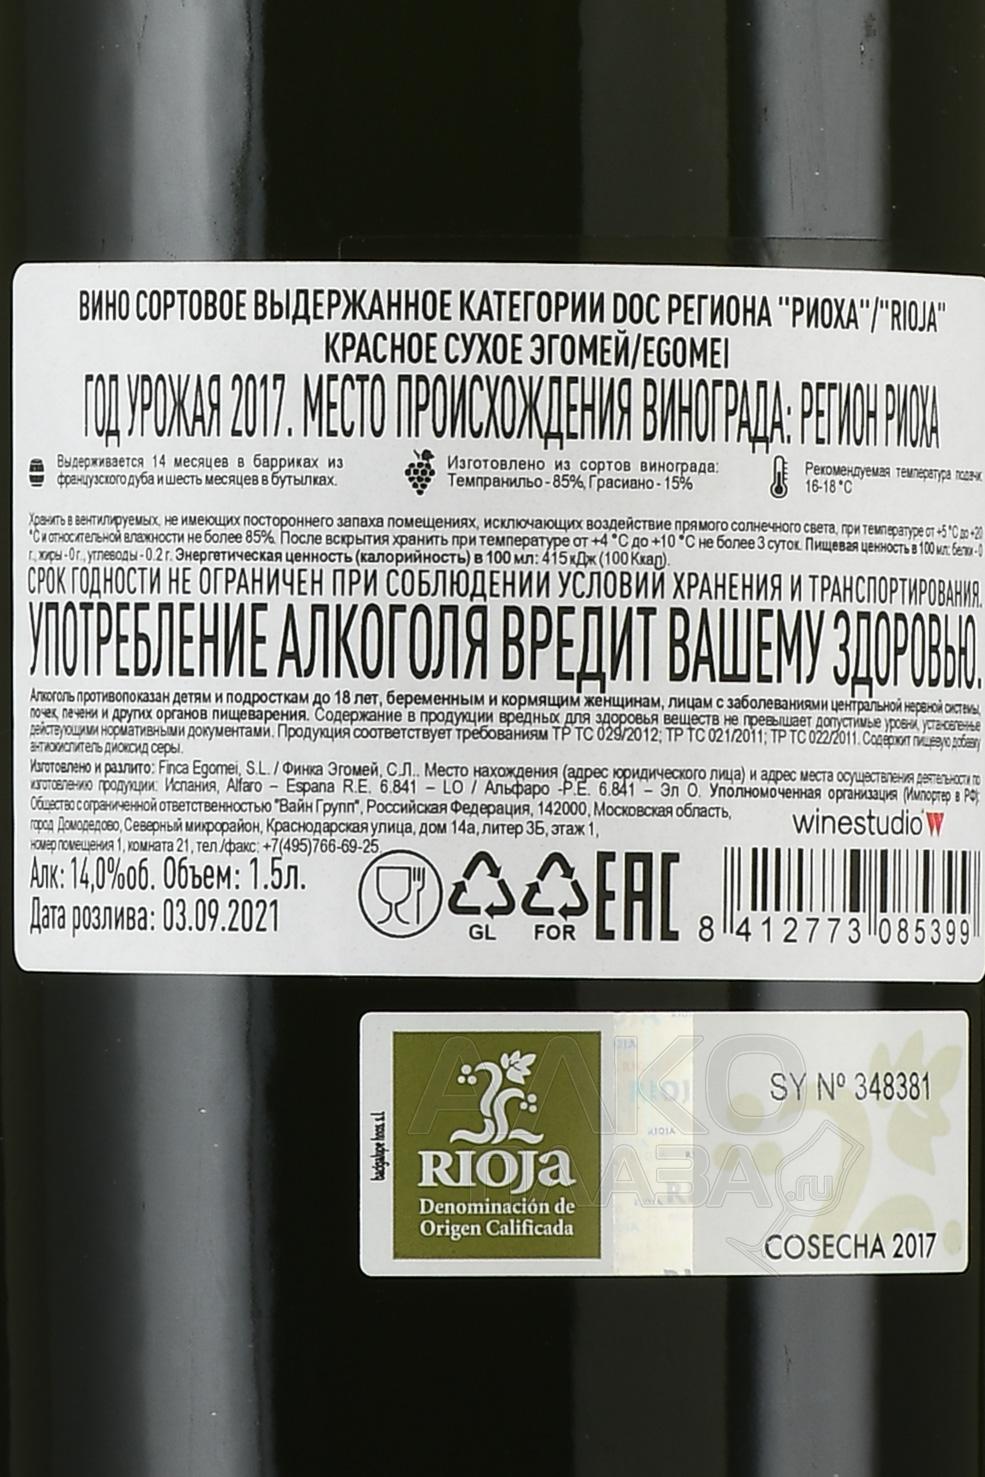 ВИНО СОРТОВОЕ ВЫДЕРЖАННОЕ КАТЕГОРИИ DOC РЕГИОНА "РИОХА"/"RIOJA"
КРАСНОЕ СУХОЕ ЭГОМЕЙ/EGOMEI
ГОД УРОЖАЯ 2017. МЕСТО ПРОИСХОЖДЕНИЯ ВИНОГРАДА: РЕГИОН РИОХА
Выдерживается 14 месяцев в барриках из
французского дуба и шесть месяцев в бутылках.
Изготовлено из сортов винограда:
Темпранильо - 85%, Грасиано - 15%
Рекомендуемая температура подачи:
16-18 °C
Хранить в вентилируемых, не имеющих постороннего запаха помещениях, исключающих воздействие прямого солнечного света, при температуре от +5 °C до +20
°C и относительной влажности не более 85%. После вскрытия хранить при температуре от +4 °C до +10 °C не более 3 суток. Пищевая ценность в 100 мл: белки - 0
г., жиры - 0 г., углеводы - 0.2 г. Энергетическая ценность (калорийность) в 100 мл: 415 кДж (100 Ккал).
СРОК ГОДНОСТИ НЕ ОГРАНИЧЕН ПРИ СОБЛЮДЕНИИ УСЛОВИЙ ХРАНЕНИЯ И ТРАНСПОРТИРОВАНИЯ.
УПОТРЕБЛЕНИЕ АЛКОГОЛЯ ВРЕДИТ ВАШЕМУ ЗДОРОВЬЮ.
Алкоголь противопоказан детям и подросткам до 18 лет, беременным и кормящим женщинам, лицам с заболеваниями центральной нервной системы,
почек, печени и других органов пищеварения. Содержание в продукции вредных для здоровья веществ не превышает допустимые уровни, установленные
действующими нормативными документами. Продукция соответствует требованиям ТР ТС 029/2012; ТР ТС 021/2011; ТР ТС 022/2011. Содержит пищевую добавку
антиокислитель диоксид серы.
Изготовлено и разлито: Finca Egomei, S.L. / Финка Эгомей, С.Л.. Место нахождения (адрес юридического лица) и адрес места осуществления деятельности по
изготовлению продукции: Испания, Alfaro – Espana R.E. 6.841 – LO / Альфаро -Р.Е. 6.841 – Эл О. Уполномоченная организация (Импортер в РФ):
Общество с ограниченной ответственностью "Вайн Групп", Российская Федерация, 142000, Московская область,
город Домодедово, Северный микрорайон, Краснодарская улица, дом 14а, литер 3Б, этаж 1,
номер помещения 1, комната 21, тел./факс: +7(495)766-69-25
winestudio W
Алк: 14,0%об. Объем: 1.5л.
Дата розлива: 03.09.2021
GL
FOR
EAC
8 412773 085399
SY Nº 348381
RIOJA
Denominación de
Origen Calificada
COSECHA 2017
АЛКО
ПЛАЗА.ru